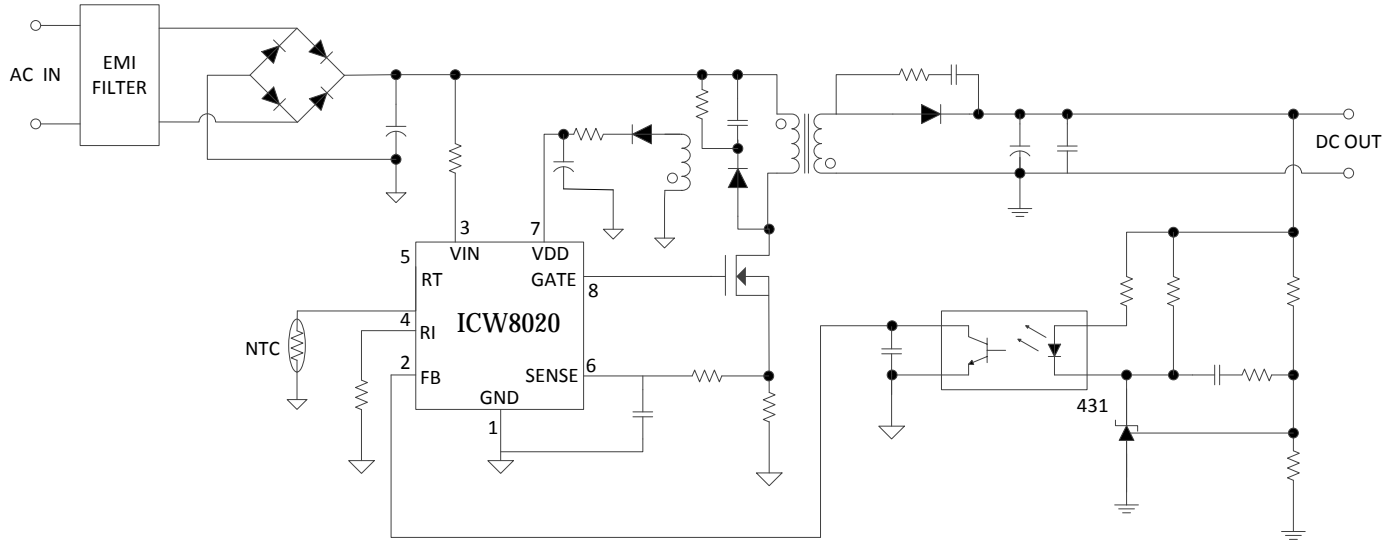 AC IN
EMI
FILTER
DC OUT
3
7
5
VIN
VDD
RT
GATE
8
ICW8020
4
RI
NTC
2
6
FB
SENSE
GND
1
431